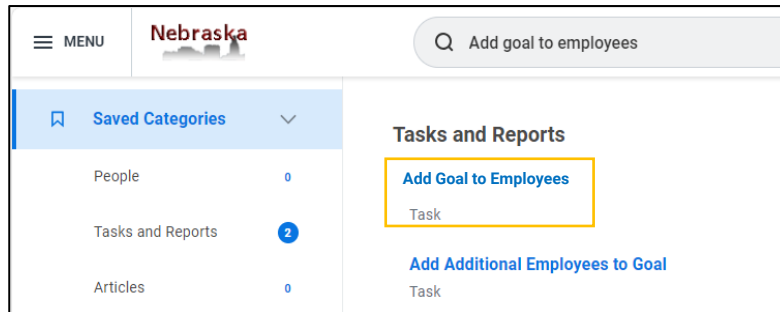 MENU
Nebraska
Add goal to employees
Saved Categories
People
0
Tasks and Reports
2
Articles
0
Tasks and Reports
Add Goal to Employees
Task
Add Additional Employees to Goal
Task